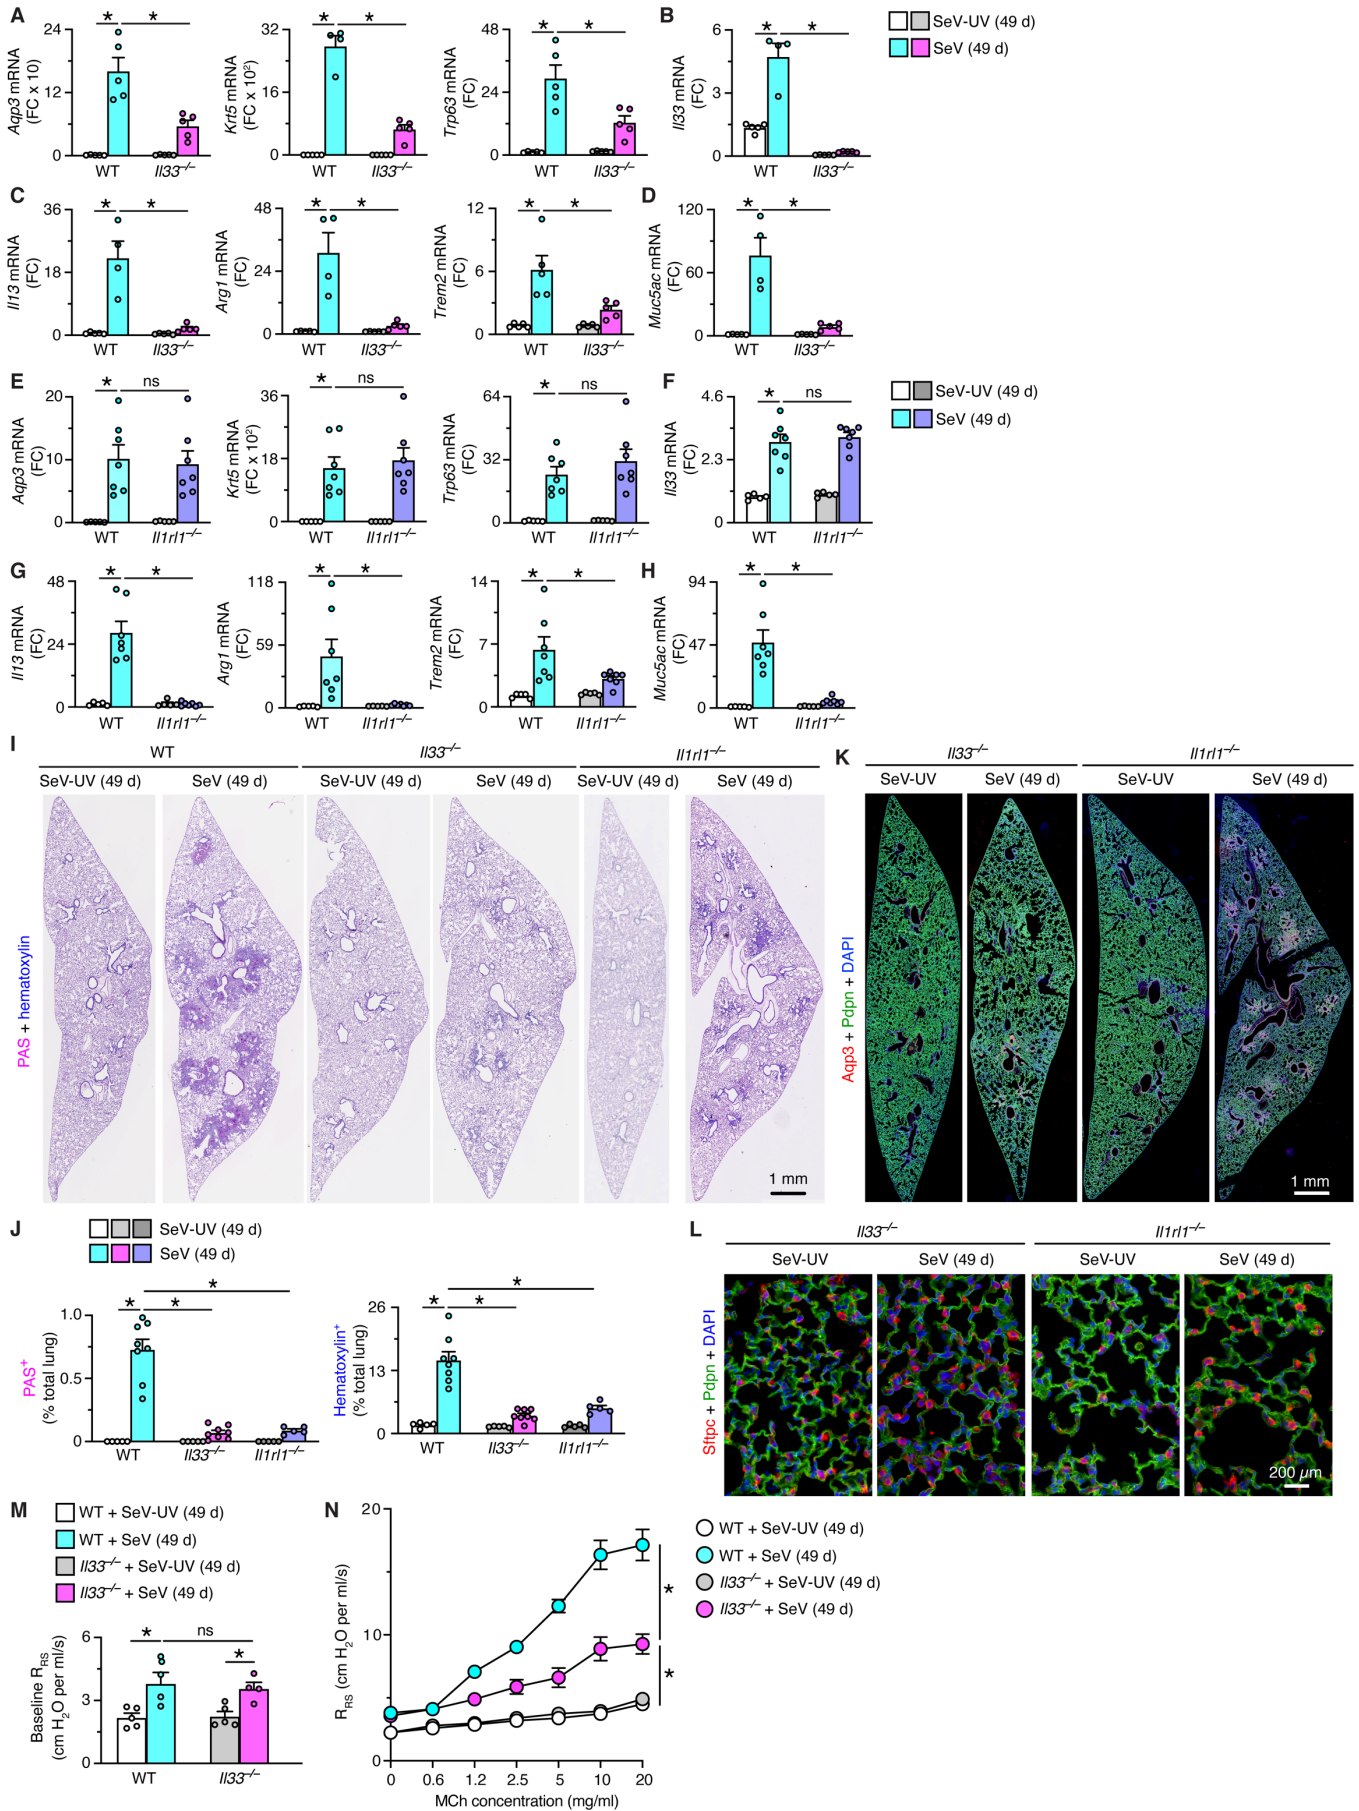 A
Aqp3 mRNA
(FC x 10)
24
12
0
* *
WT Il33–/–
Krt5 mRNA
(FC x 10²)
32
16
0
* *
WT Il33–/–
Trp63 mRNA
(FC)
48
24
0
* *
WT Il33–/–
B
Il33 mRNA
(FC)
6
3
0
* *
WT Il33–/–
SeV-UV (49 d)
SeV (49 d)
C
Il13 mRNA
(FC)
36
18
0
* *
WT Il33–/–
Arg1 mRNA
(FC)
48
24
0
* *
WT Il33–/–
Trem2 mRNA
(FC)
12
6
0
* *
WT Il33–/–
D
Muc5ac mRNA
(FC)
120
60
0
* *
WT Il33–/–
E
Aqp3 mRNA
(FC)
20
10
0
* ns
WT Il1rl1–/–
Krt5 mRNA
(FC x 10²)
36
18
0
* ns
WT Il1rl1–/–
Trp63 mRNA
(FC)
64
32
0
* ns
WT Il1rl1–/–
F
Il33 mRNA
(FC)
4.6
2.3
0
* ns
WT Il1rl1–/–
SeV-UV (49 d)
SeV (49 d)
G
Il13 mRNA
(FC)
48
24
0
* *
WT Il1rl1–/–
Arg1 mRNA
(FC)
118
59
0
* *
WT Il1rl1–/–
Trem2 mRNA
(FC)
14
7
0
* *
WT Il1rl1–/–
H
Muc5ac mRNA
(FC)
94
47
0
* *
WT Il1rl1–/–
I
WT Il33–/– Il1rl1–/–
SeV-UV (49 d) SeV (49 d) SeV-UV (49 d) SeV (49 d) SeV-UV (49 d) SeV (49 d)
PAS + hematoxylin
1 mm
K
Il33–/– Il1rl1–/–
SeV-UV SeV (49 d) SeV-UV SeV (49 d)
Aqp3 + Pdpn + DAPI
1 mm
J
SeV-UV (49 d)
SeV (49 d)
PAS+
(% total lung)
1.0
0.5
0
* * *
WT Il33–/– Il1rl1–/–
Hematoxylin+
(% total lung)
26
13
0
* * *
WT Il33–/– Il1rl1–/–
L
Il33–/– Il1rl1–/–
SeV-UV SeV (49 d) SeV-UV SeV (49 d)
Sftpc + Pdpn + DAPI
200 µm
M
WT + SeV-UV (49 d)
WT + SeV (49 d)
Il33–/– + SeV-UV (49 d)
Il33–/– + SeV (49 d)
Baseline RRS
(cm H2O per ml/s)
6
3
0
* ns *
WT Il33–/–
N
RRS (cm H2O per ml/s)
20
10
0
0 0.6 1.2 2.5 5 10 20
MCh concentration (mg/ml)
*
*
WT + SeV-UV (49 d)
WT + SeV (49 d)
Il33–/– + SeV-UV (49 d)
Il33–/– + SeV (49 d)